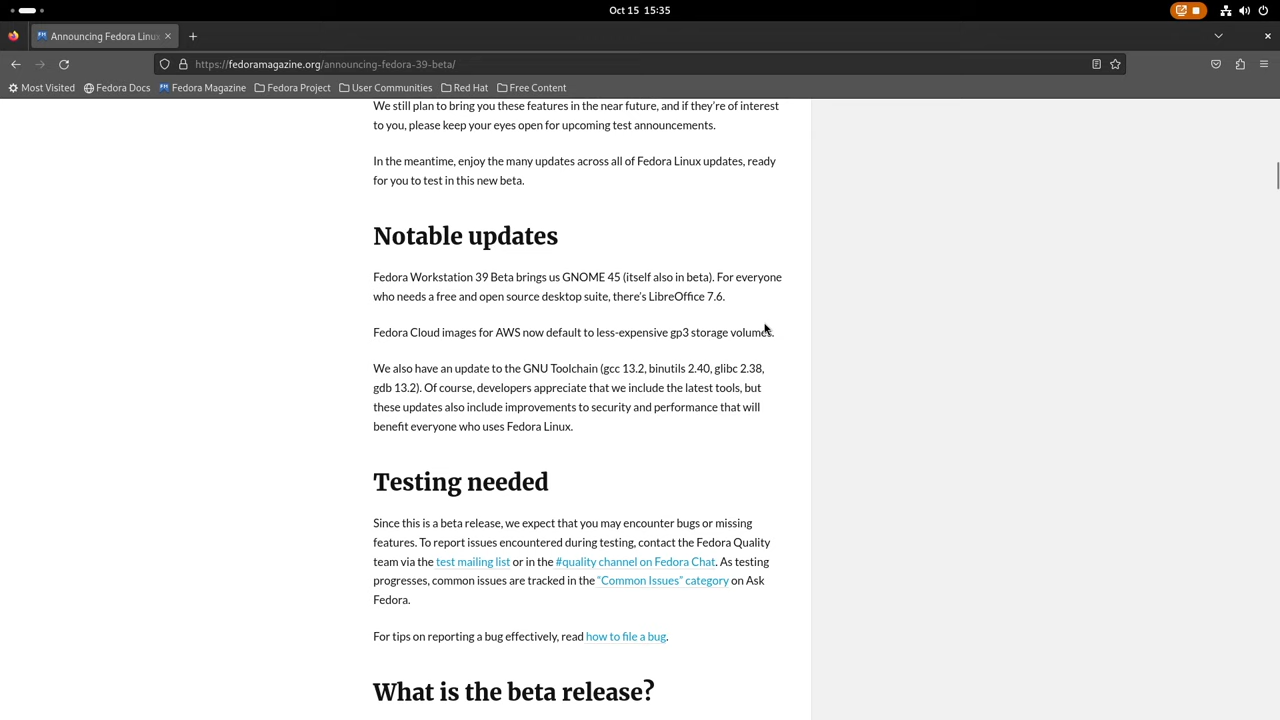 Oct 15 15:35
Announcing Fedora Linux
https://fedoramagazine.org/announcing-fedora-39-beta/
Most Visited Fedora Docs Fedora Magazine Fedora Project User Communities Red Hat Free Content
We still plan to bring you these features in the near future, and if they're of interest
to you, please keep your eyes open for upcoming test announcements.
In the meantime, enjoy the many updates across all of Fedora Linux updates, ready
for you to test in this new beta.
Notable updates
Fedora Workstation 39 Beta brings us GNOME 45 (itself also in beta). For everyone
who needs a free and open source desktop suite, there's LibreOffice 7.6.
Fedora Cloud images for AWS now default to less-expensive gp3 storage volumes.
We also have an update to the GNU Toolchain (gcc 13.2, binutils 2.40, glibc 2.38,
gdb 13.2). Of course, developers appreciate that we include the latest tools, but
these updates also include improvements to security and performance that will
benefit everyone who uses Fedora Linux.
Testing needed
Since this is a beta release, we expect that you may encounter bugs or missing
features. To report issues encountered during testing, contact the Fedora Quality
team via the test mailing list or in the #quality channel on Fedora Chat. As testing
progresses, common issues are tracked in the “Common Issues” category on Ask
Fedora.
For tips on reporting a bug effectively, read how to file a bug.
What is the beta release?